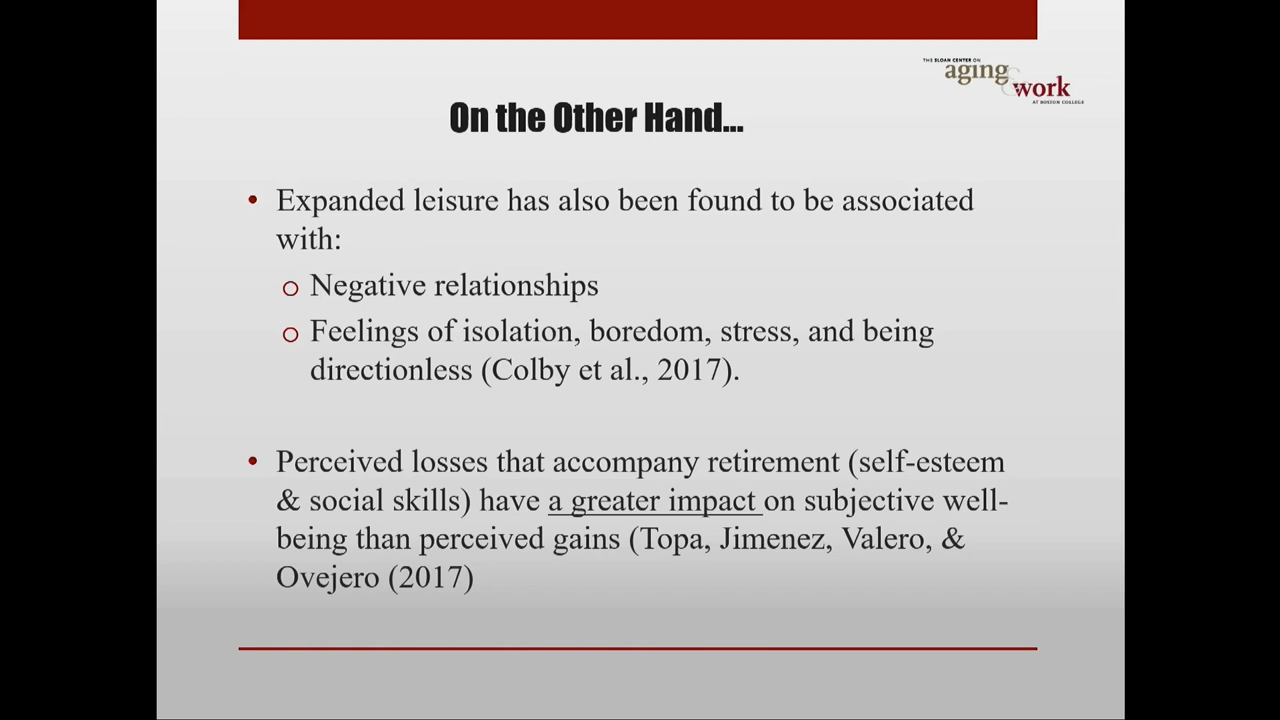 THE SLOAN CENTER ON
aging &
work
AT BOSTON COLLEGE
On the Other Hand...
• Expanded leisure has also been found to be associated
with:
o Negative relationships
o Feelings of isolation, boredom, stress, and being
directionless (Colby et al., 2017).
• Perceived losses that accompany retirement (self-esteem
& social skills) have a greater impact on subjective well-
being than perceived gains (Topa, Jimenez, Valero, &
Ovejero (2017)